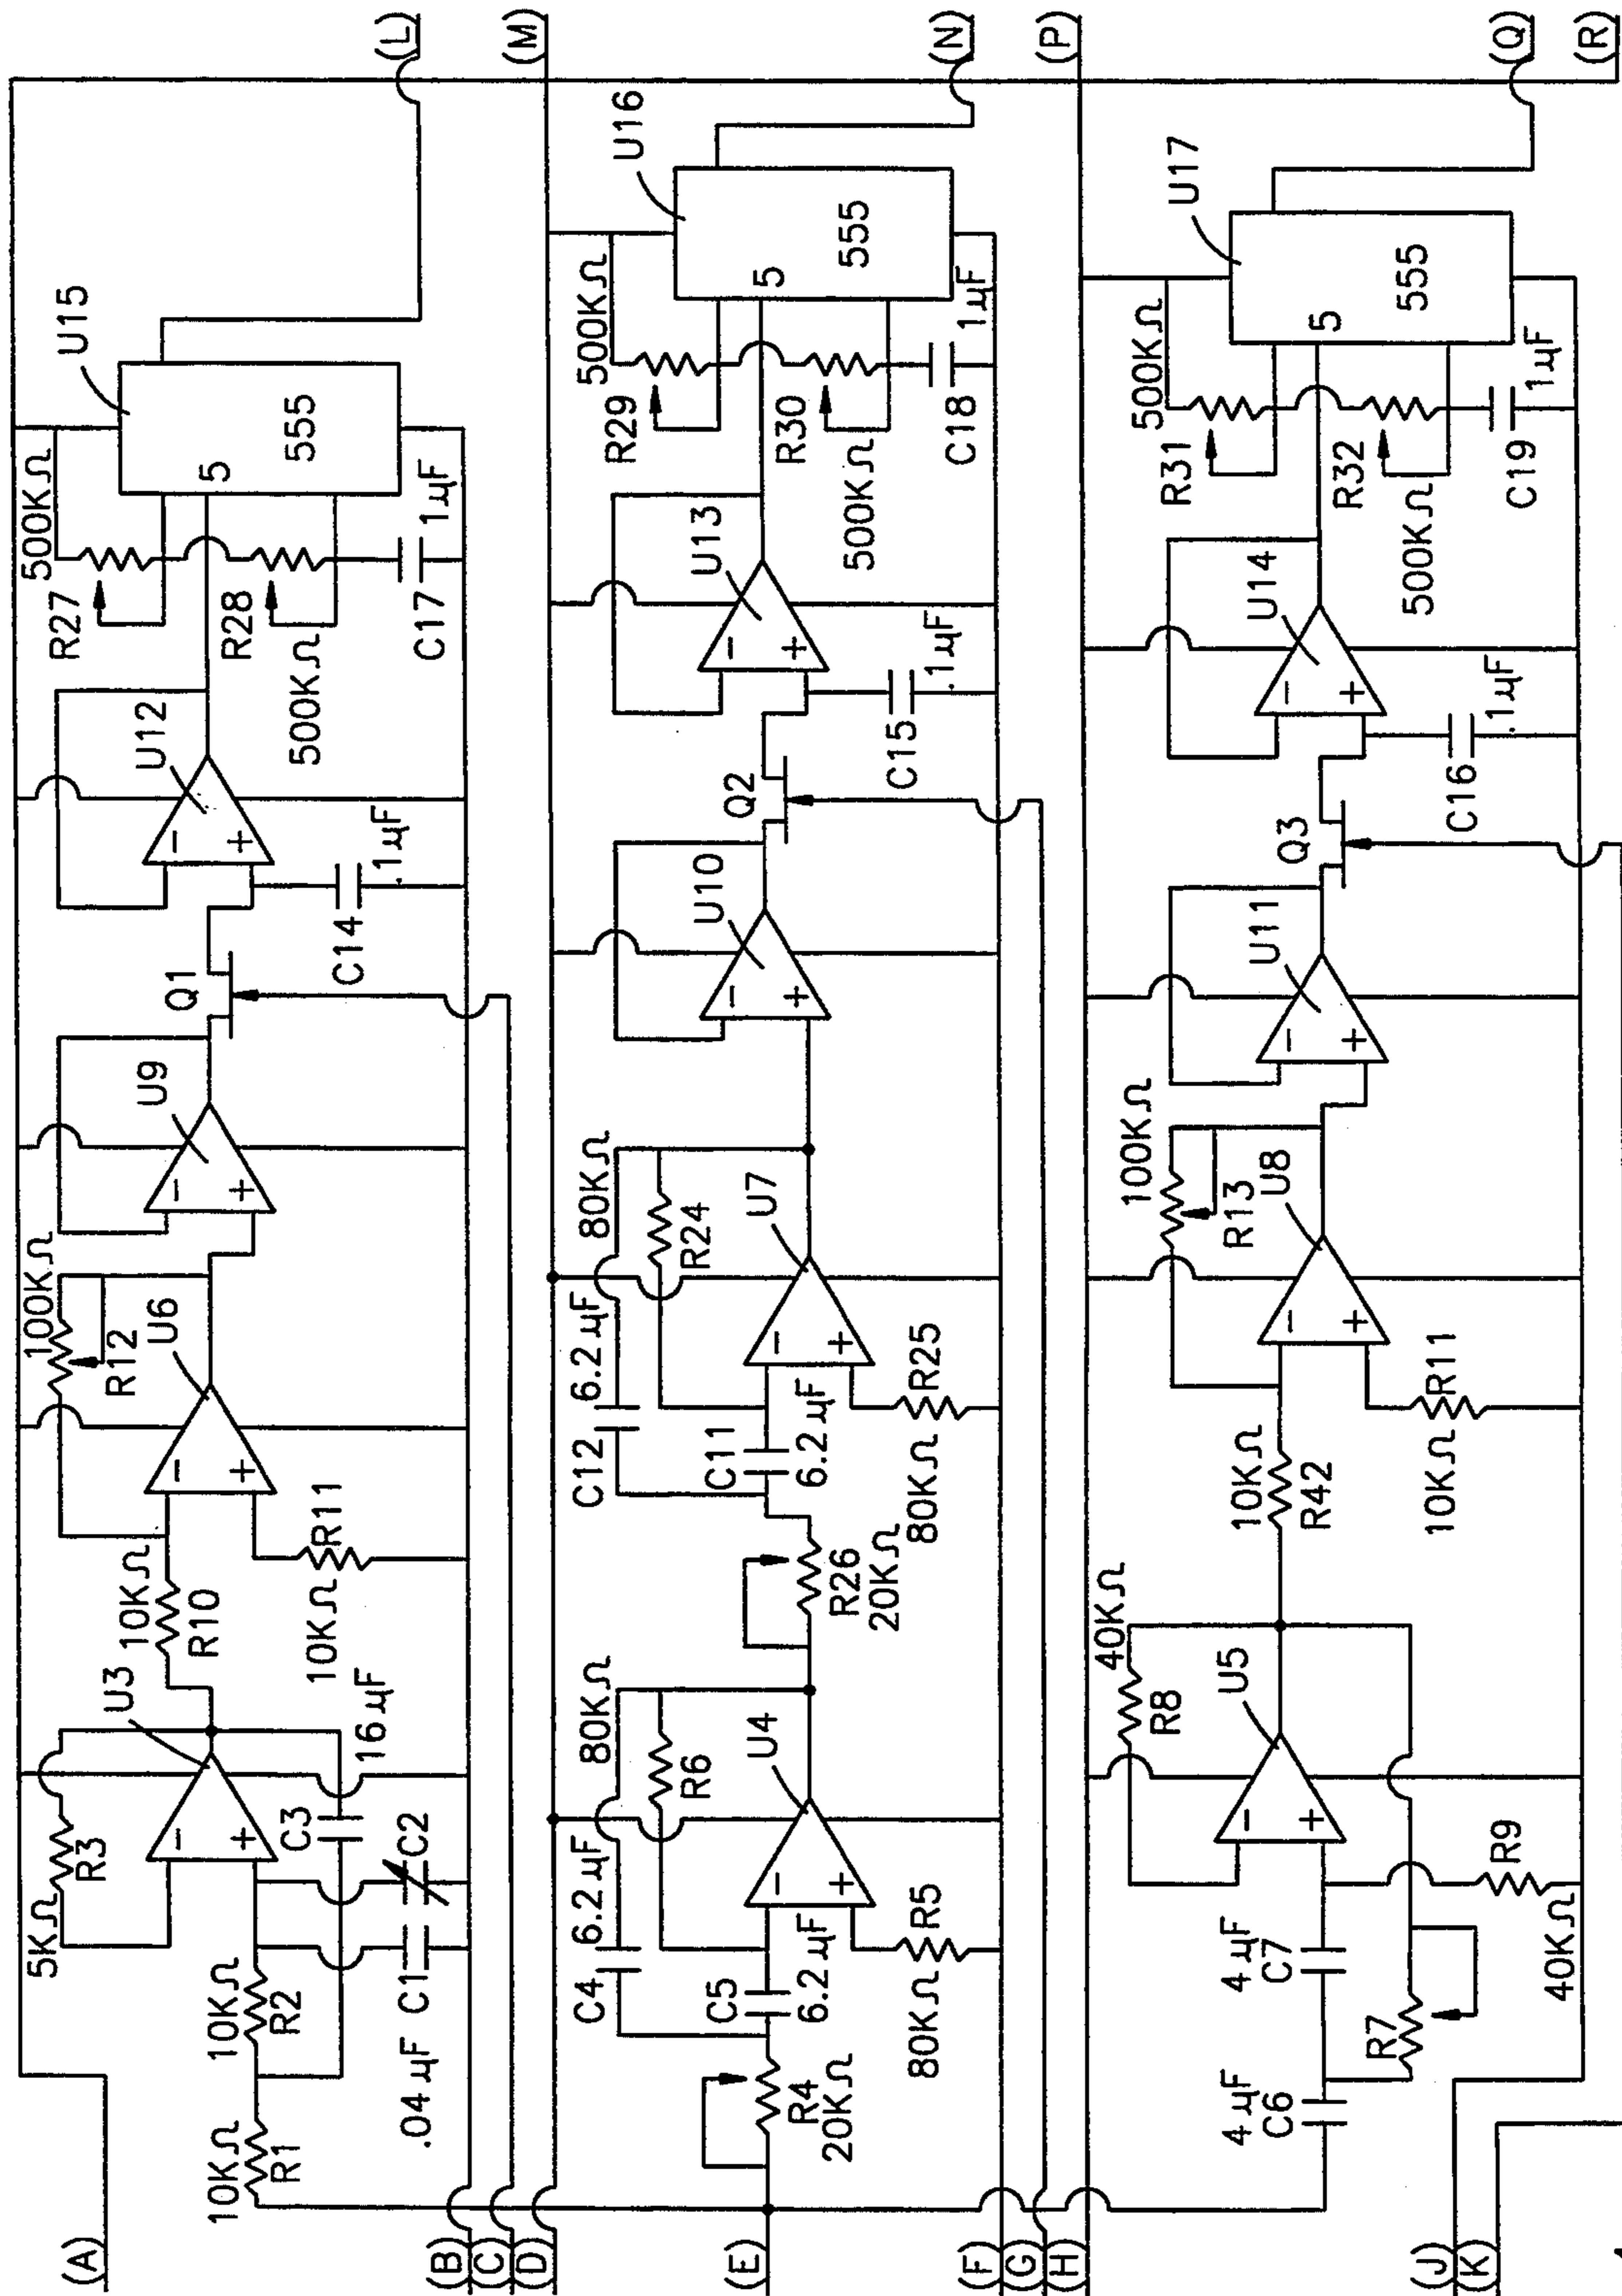 (A)
(B)
(C)
(D)
(E)
(F)
(G)
(H)
(J)
(K)
(L)
(M)
(N)
(P)
(Q)
(R)
10KΩ
R1
10KΩ
R2
.04µF
C1
C2
C3
16µF
5KΩ
R3
U3
-
+
10KΩ
R10
10KΩ
R11
100KΩ
R12
U6
-
+
U9
-
+
Q1
C14
.1µF
U12
-
+
500KΩ
R27
R28
500KΩ
C17
1µF
5
555
U15
R4
20KΩ
C4
6.2µF
C5
6.2µF
80KΩ
R5
80KΩ
R6
U4
-
+
R26
20KΩ
C12
6.2µF
C11
6.2µF
80KΩ
R25
80KΩ
R24
U7
-
+
U10
-
+
Q2
C15
.1µF
U13
-
+
500KΩ
R29
R30
500KΩ
C18
1µF
5
555
U16
4µF
C6
4µF
C7
R7
40KΩ
R9
40KΩ
R8
U5
-
+
10KΩ
R42
10KΩ
R11
100KΩ
R13
U8
-
+
U11
-
+
Q3
C16
.1µF
U14
-
+
500KΩ
R31
R32
500KΩ
C19
1µF
5
555
U17